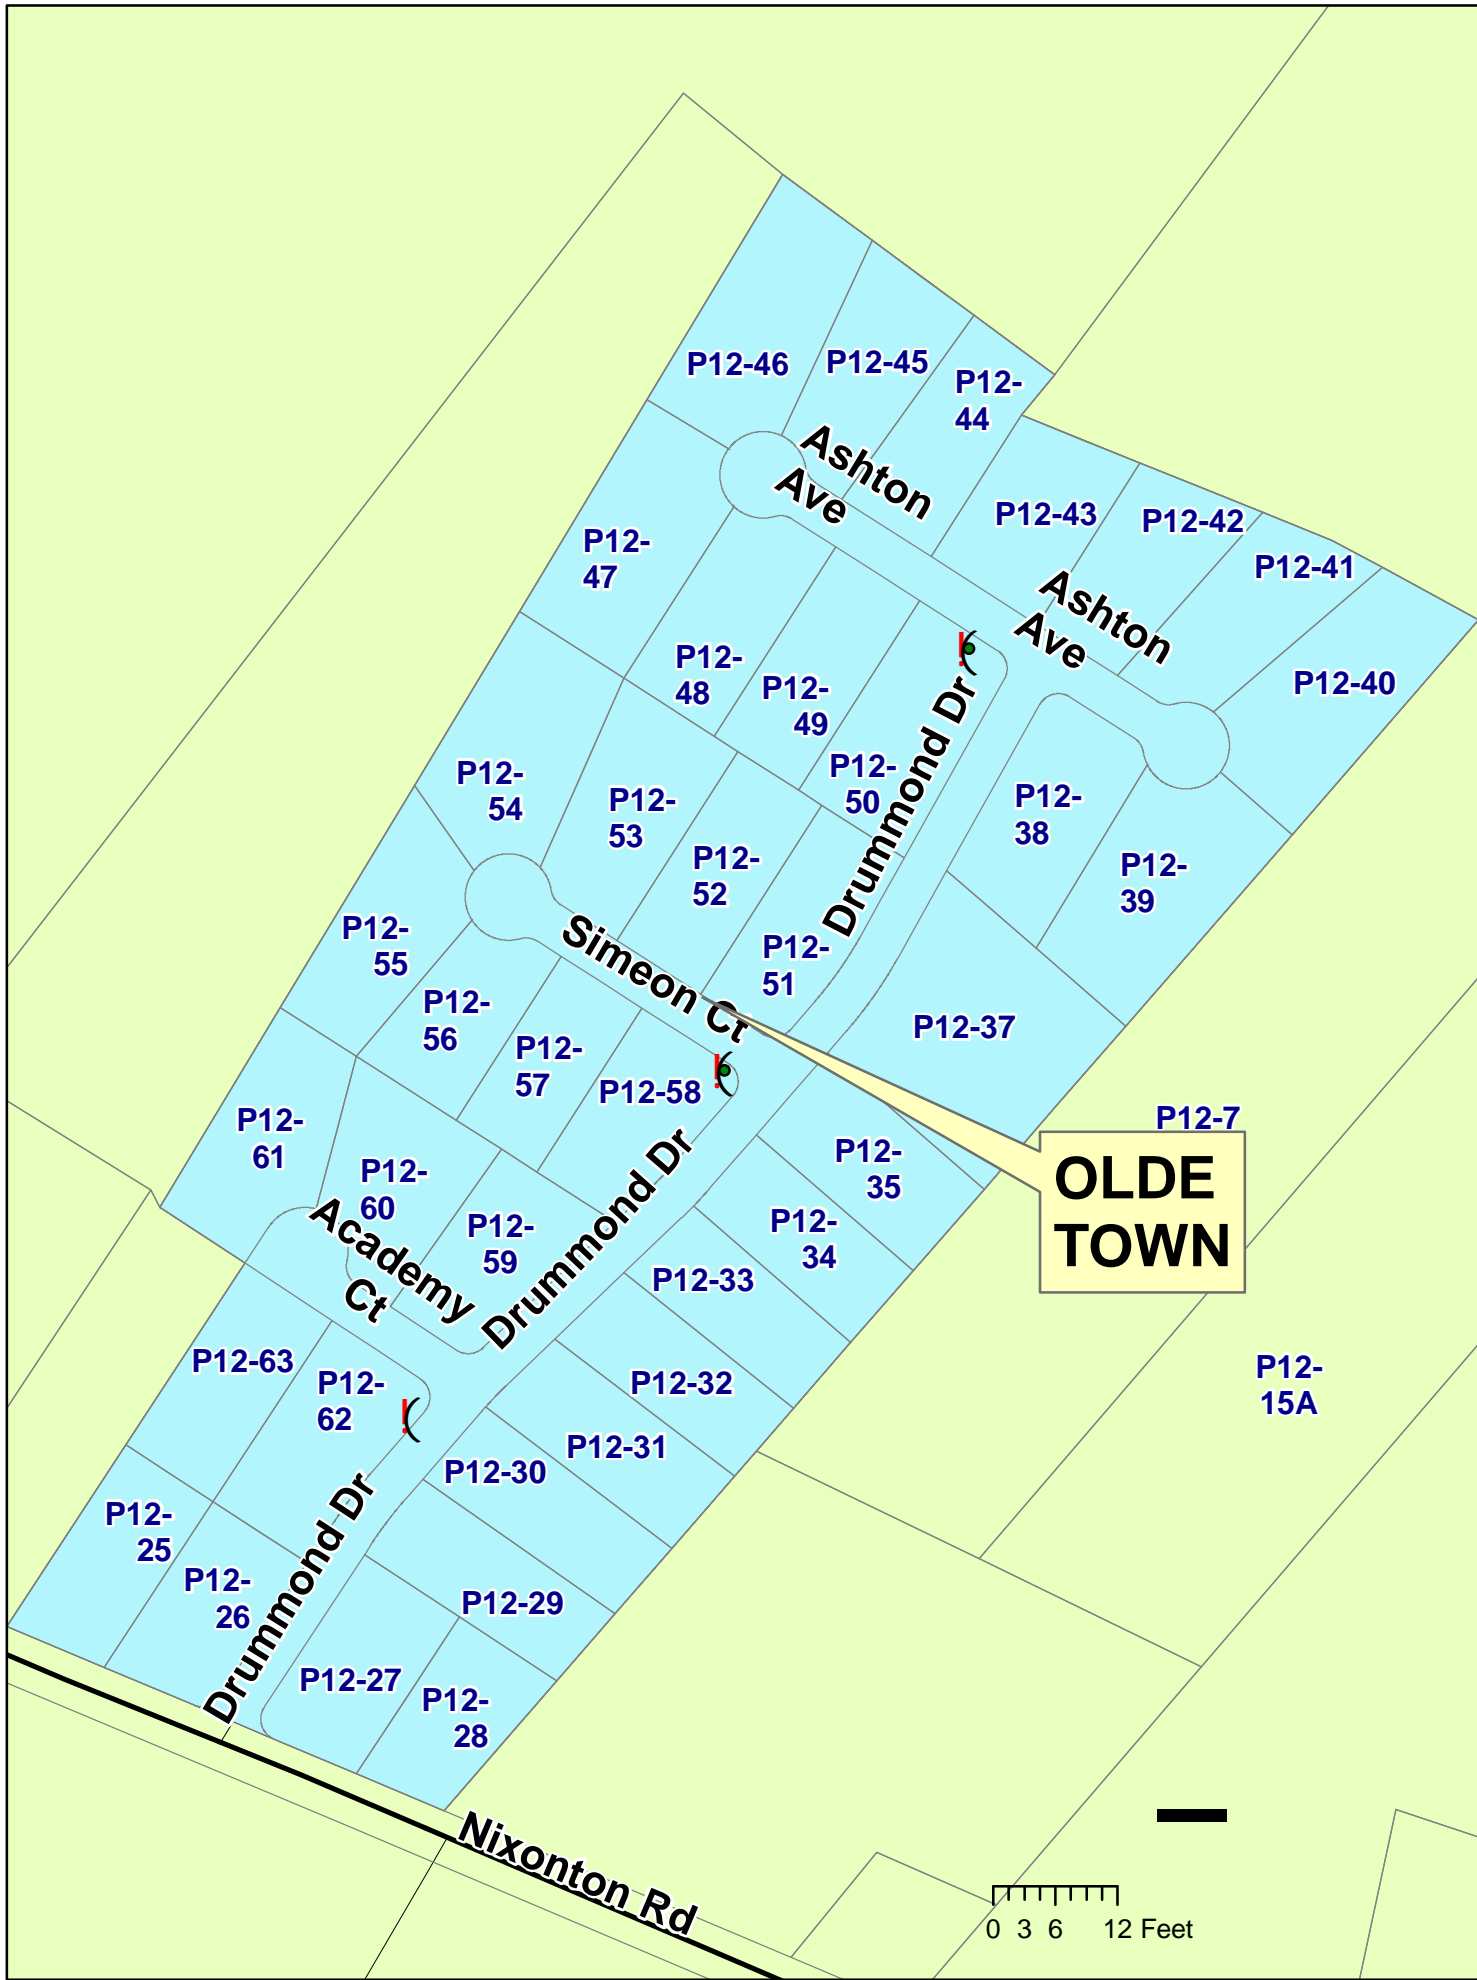 P12-46
P12-45
P12-
44
Ashton
Ave
P12-43
P12-42
P12-41
P12-
47
Ashton
Ave
P12-40
P12-
48
P12-
49
P12-
50
Drummond Dr
P12-
38
P12-
39
P12-
54
P12-
53
P12-
52
P12-
51
P12-
55
Simeon Ct
P12-
56
P12-
57
P12-58
P12-37
P12-7
OLDE
TOWN
P12-
61
P12-
60
P12-
59
Academy
Ct
Drummond Dr
P12-
35
P12-
34
P12-33
P12-32
P12-31
P12-30
P12-
15A
P12-63
P12-
62
P12-
25
P12-
26
Drummond Dr
P12-29
P12-27
P12-
28
Nixonton Rd
0 3 6 12 Feet